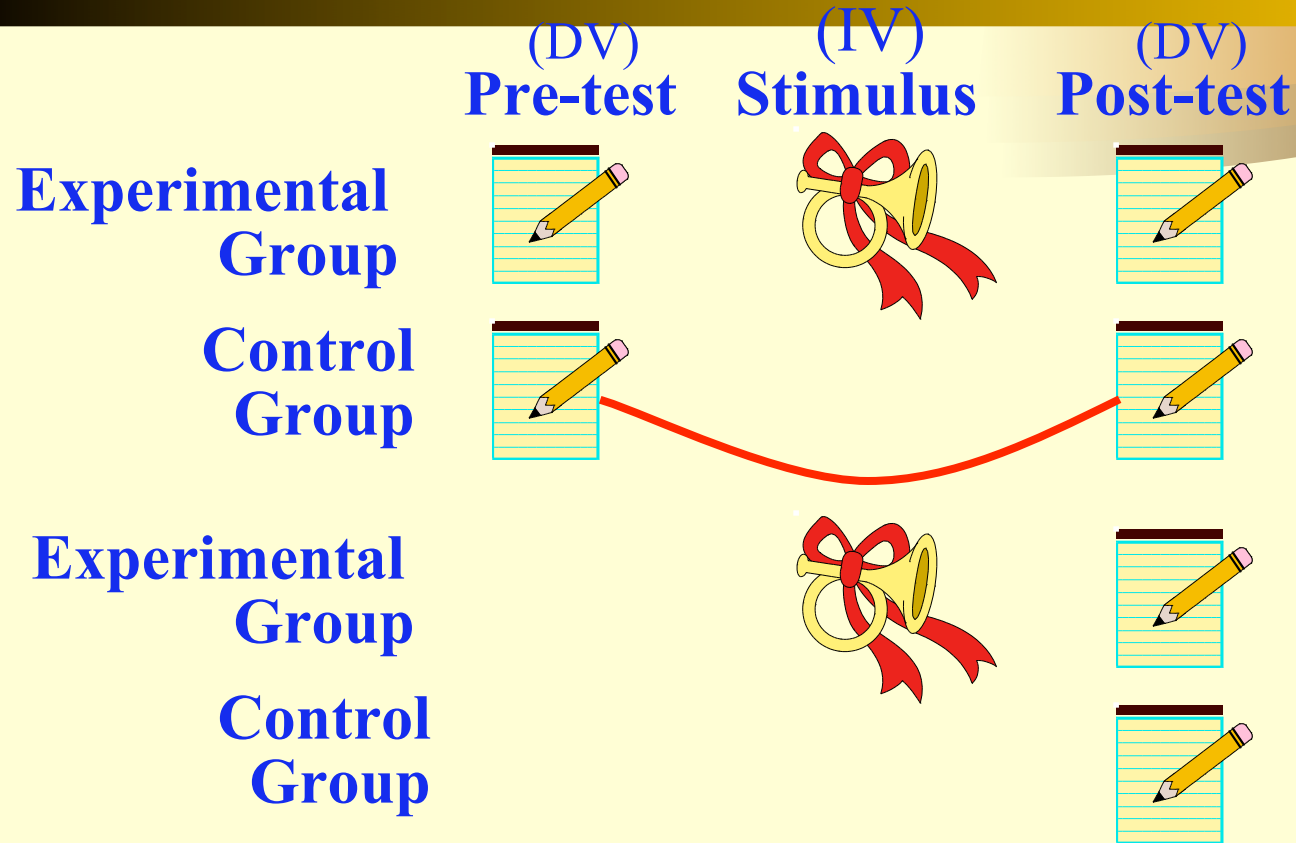 (DV) (IV) (DV)
Pre-test Stimulus Post-test
Experimental
Group
Control
Group
Experimental
Group
Control
Group